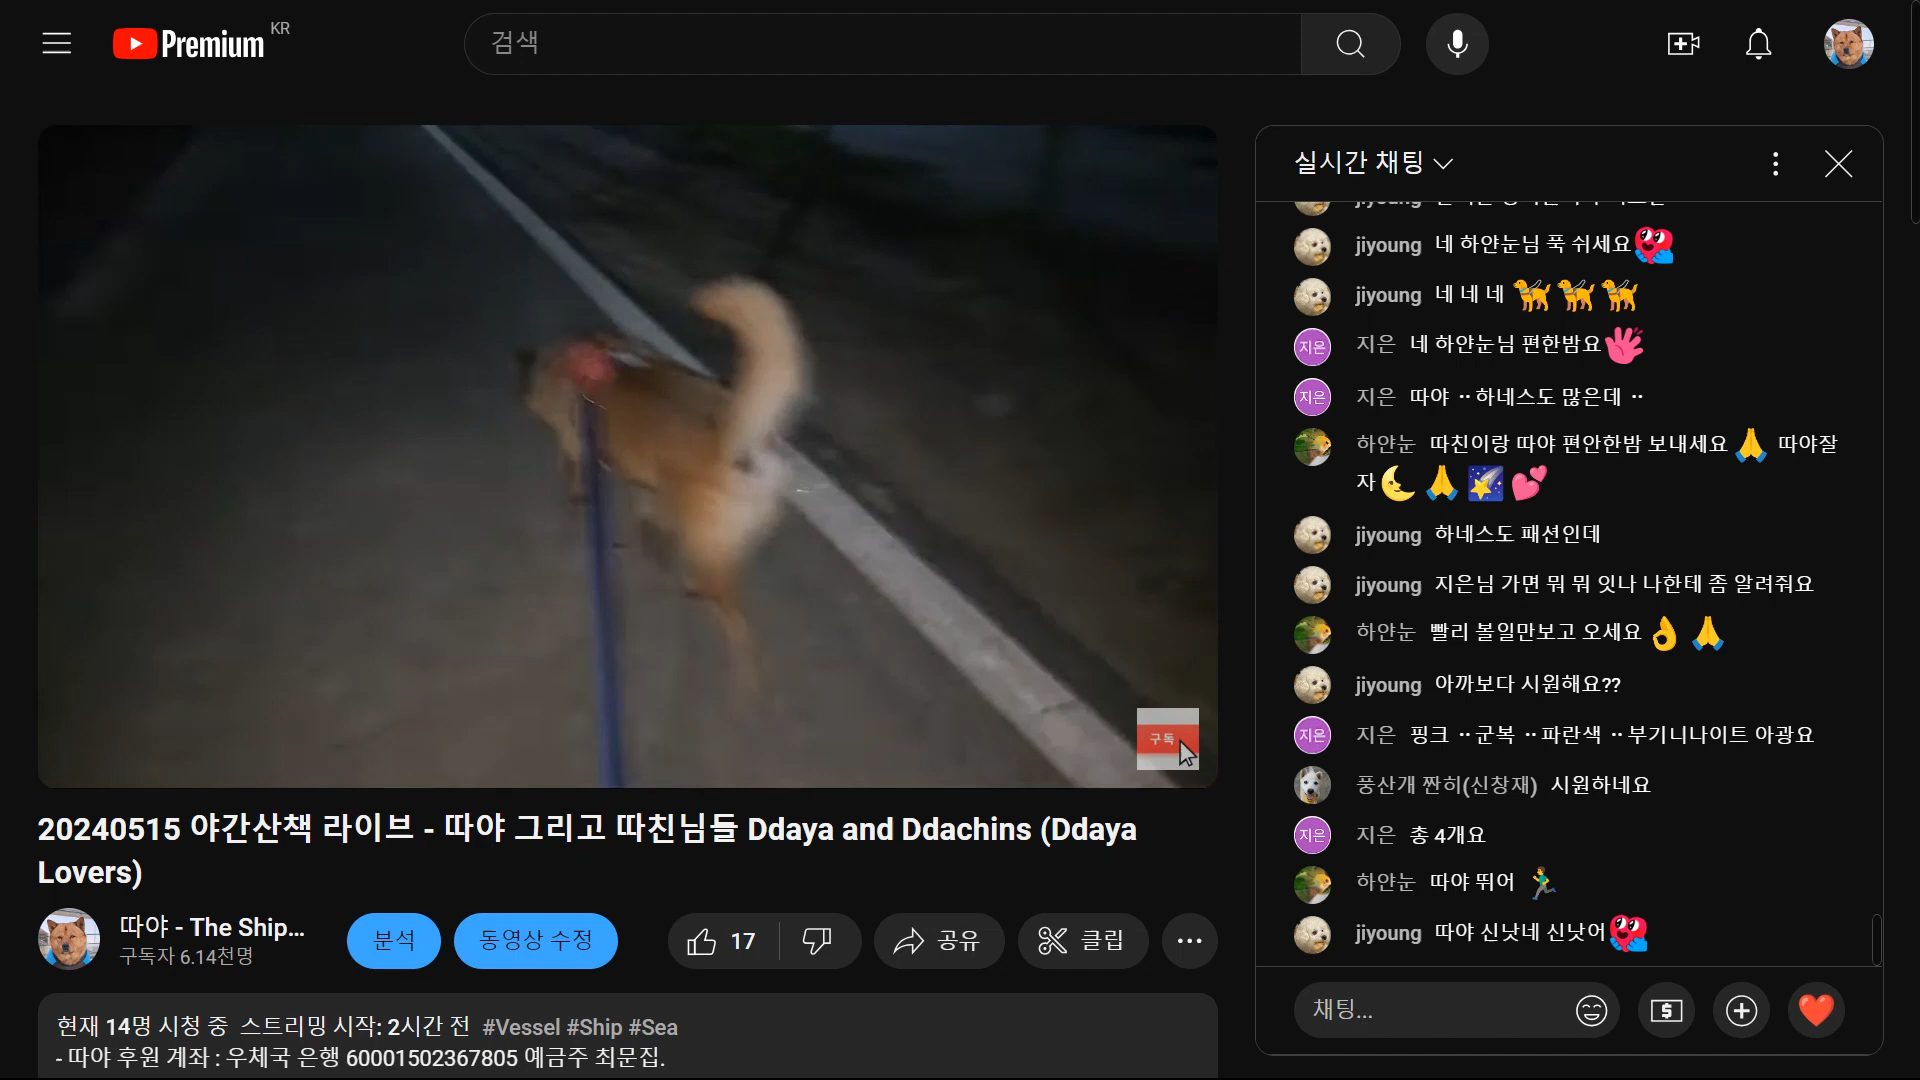 Premium KR
검색
구독
20240515 야간산책 라이브 - 따야 그리고 따친님들 Ddaya and Ddachins (Ddaya
Lovers)
따야 - The Ship...
구독자 6.14천명
분석
동영상 수정
17
공유
클립
현재 14명 시청 중 스트리밍 시작: 2시간 전 #Vessel #Ship #Sea
- 따야 후원 계좌 : 우체국 은행 60001502367805 예금주 최문집.
실시간 채팅
jiyoung
jiyoung 네 하얀눈님 푹 쉬세요
jiyoung 네 네 네
지은 지은 네 하얀눈님 편한밤요
지은 지은 따야 ··하네스도 많은데 ··
하얀눈 따친이랑 따야 편안한밤 보내세요🙏 따야잘
자🌜🙏🌠💕
jiyoung 하네스도 패션인데
jiyoung 지은님 가면 뭐 뭐 잇나 나한테 좀 알려줘요
하얀눈 빨리 볼일만보고 오세요👌🙏
jiyoung 아까보다 시원해요??
지은 지은 핑크 ··군복 ··파란색 ··부기니나이트 야광요
풍산개 짠히(신창재) 시원하네요
지은 지은 총 4개요
하얀눈 따야 뛰어 🏃
jiyoung 따야 신낫네 신낫어
채팅...